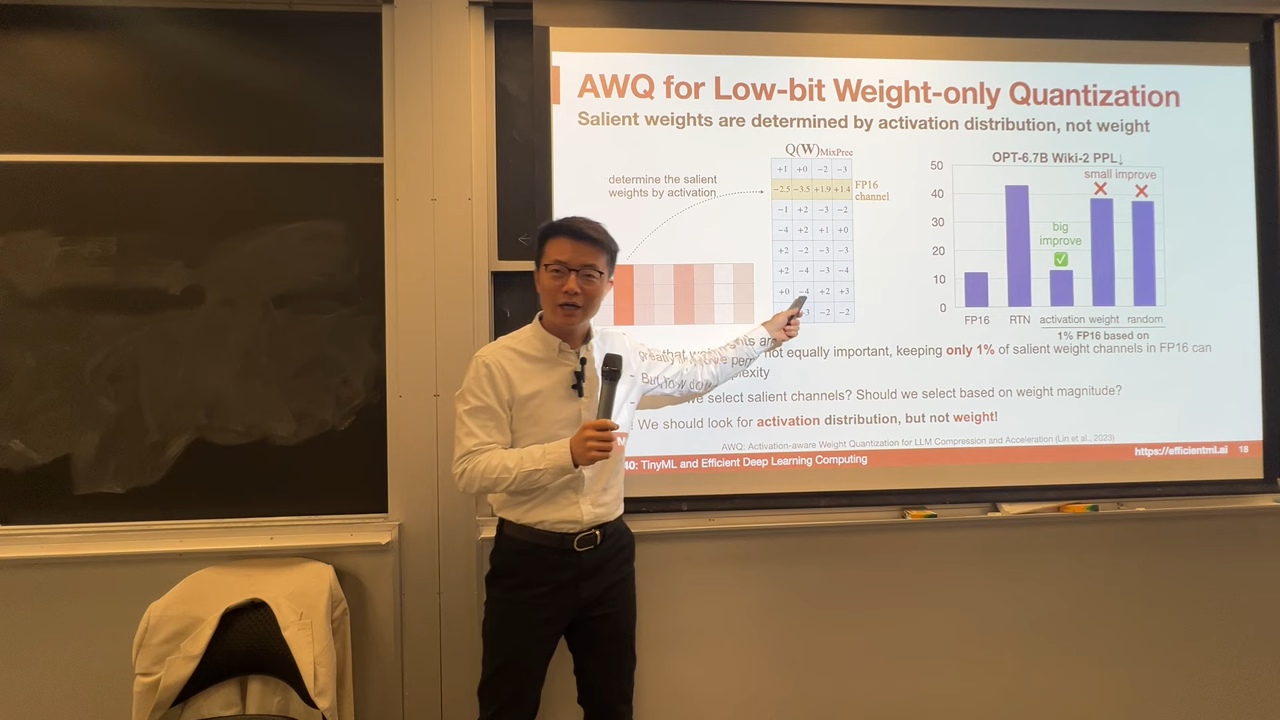 AWQ for Low-bit Weight-only Quantization
Salient weights are determined by activation distribution, not weight
determine the salient
weights by activation
Q(W)MixPrec
+1 +0 -2 -3
-2.5 -3.5 +1.9 +1.4
-1 +2 -3 -2
-4 +2 +1 +0
+2 -2 -3 -3
+2 -4 -3 -4
+0 -4 +2 +3
-2 -2
FP16
channel
OPT-6.7B Wiki-2 PPL↓
50
40
30
20
10
0
small improve
big
improve
FP16 RTN activation weight random
1% FP16 based on
not equally important, keeping only 1% of salient weight channels in FP16 can
- But
we select salient channels? Should we select based on weight magnitude?
We should look for activation distribution, but not weight!
AWQ: Activation-aware Weight Quantization for LLM Compression and Acceleration (Lin et al., 2023)
40: TinyML and Efficient Deep Learning Computing
https://efficientml.ai 18